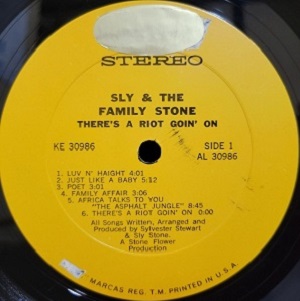 STEREO
SLY & THE
FAMILY STONE
THERE'S A RIOT GOIN' ON
KE 30986
SIDE 1
AL 30986
1. LUV N' HAIGHT 4:01
2. JUST LIKE A BABY 5:12
3. POET 3:01
4. FAMILY AFFAIR 3:06
5. AFRICA TALKS TO YOU
"THE ASPHALT JUNGLE" 8:45
6. THERE'S A RIOT GOIN' ON 0:00
All Songs Written, Arranged and
Produced by Sylvester Stewart
& Sly Stone.
A Stone Flower
Production
MARCAS REG. T.M. PRINTED IN U.S.A.